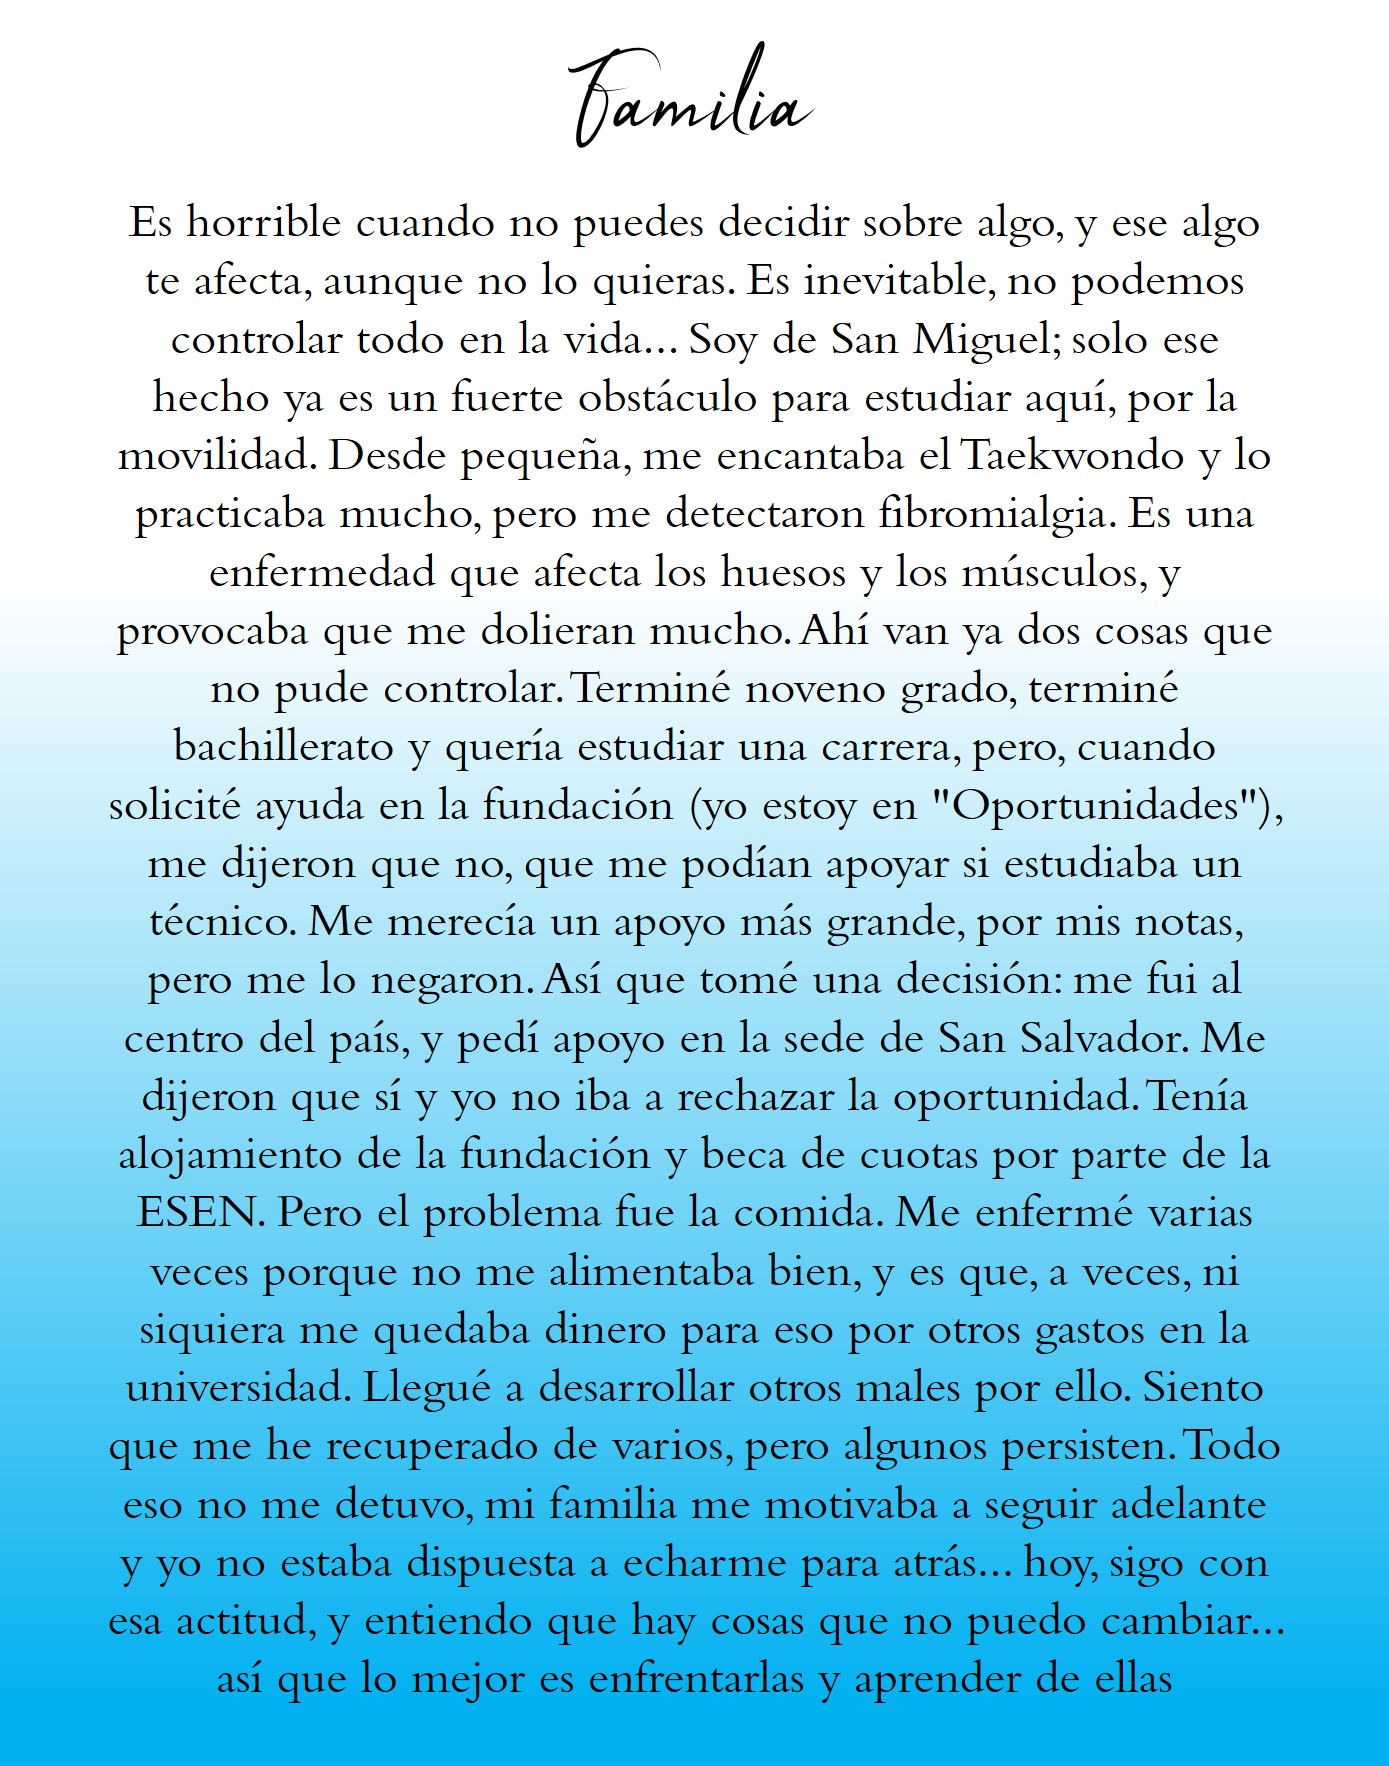 Familia
Es horrible cuando no puedes decidir sobre algo, y ese algo
te afecta, aunque no lo quieras. Es inevitable, no podemos
controlar todo en la vida... Soy de San Miguel; solo ese
hecho ya es un fuerte obstáculo para estudiar aquí, por la
movilidad. Desde pequeña, me encantaba el Taekwondo y lo
practicaba mucho, pero me detectaron fibromialgia. Es una
enfermedad que afecta los huesos y los músculos, y
provocaba que me dolieran mucho. Ahí van ya dos cosas que
no pude controlar. Terminé noveno grado, terminé
bachillerato y quería estudiar una carrera, pero, cuando
solicité ayuda en la fundación (yo estoy en "Oportunidades"),
me dijeron que no, que me podían apoyar si estudiaba un
técnico. Me merecía un apoyo más grande, por mis notas,
pero me lo negaron. Así que tomé una decisión: me fui al
centro del país, y pedí apoyo en la sede de San Salvador. Me
dijeron que sí y yo no iba a rechazar la oportunidad. Tenía
alojamiento de la fundación y beca de cuotas por parte de la
ESEN. Pero el problema fue la comida. Me enfermé varias
veces porque no me alimentaba bien, y es que, a veces, ni
siquiera me quedaba dinero para eso por otros gastos en la
universidad. Llegué a desarrollar otros males por ello. Siento
que me he recuperado de varios, pero algunos persisten. Todo
eso no me detuvo, mi familia me motivaba a seguir adelante
y yo no estaba dispuesta a echarme para atrás... hoy, sigo con
esa actitud, y entiendo que hay cosas que no puedo cambiar...
así que lo mejor es enfrentarlas y aprender de ellas